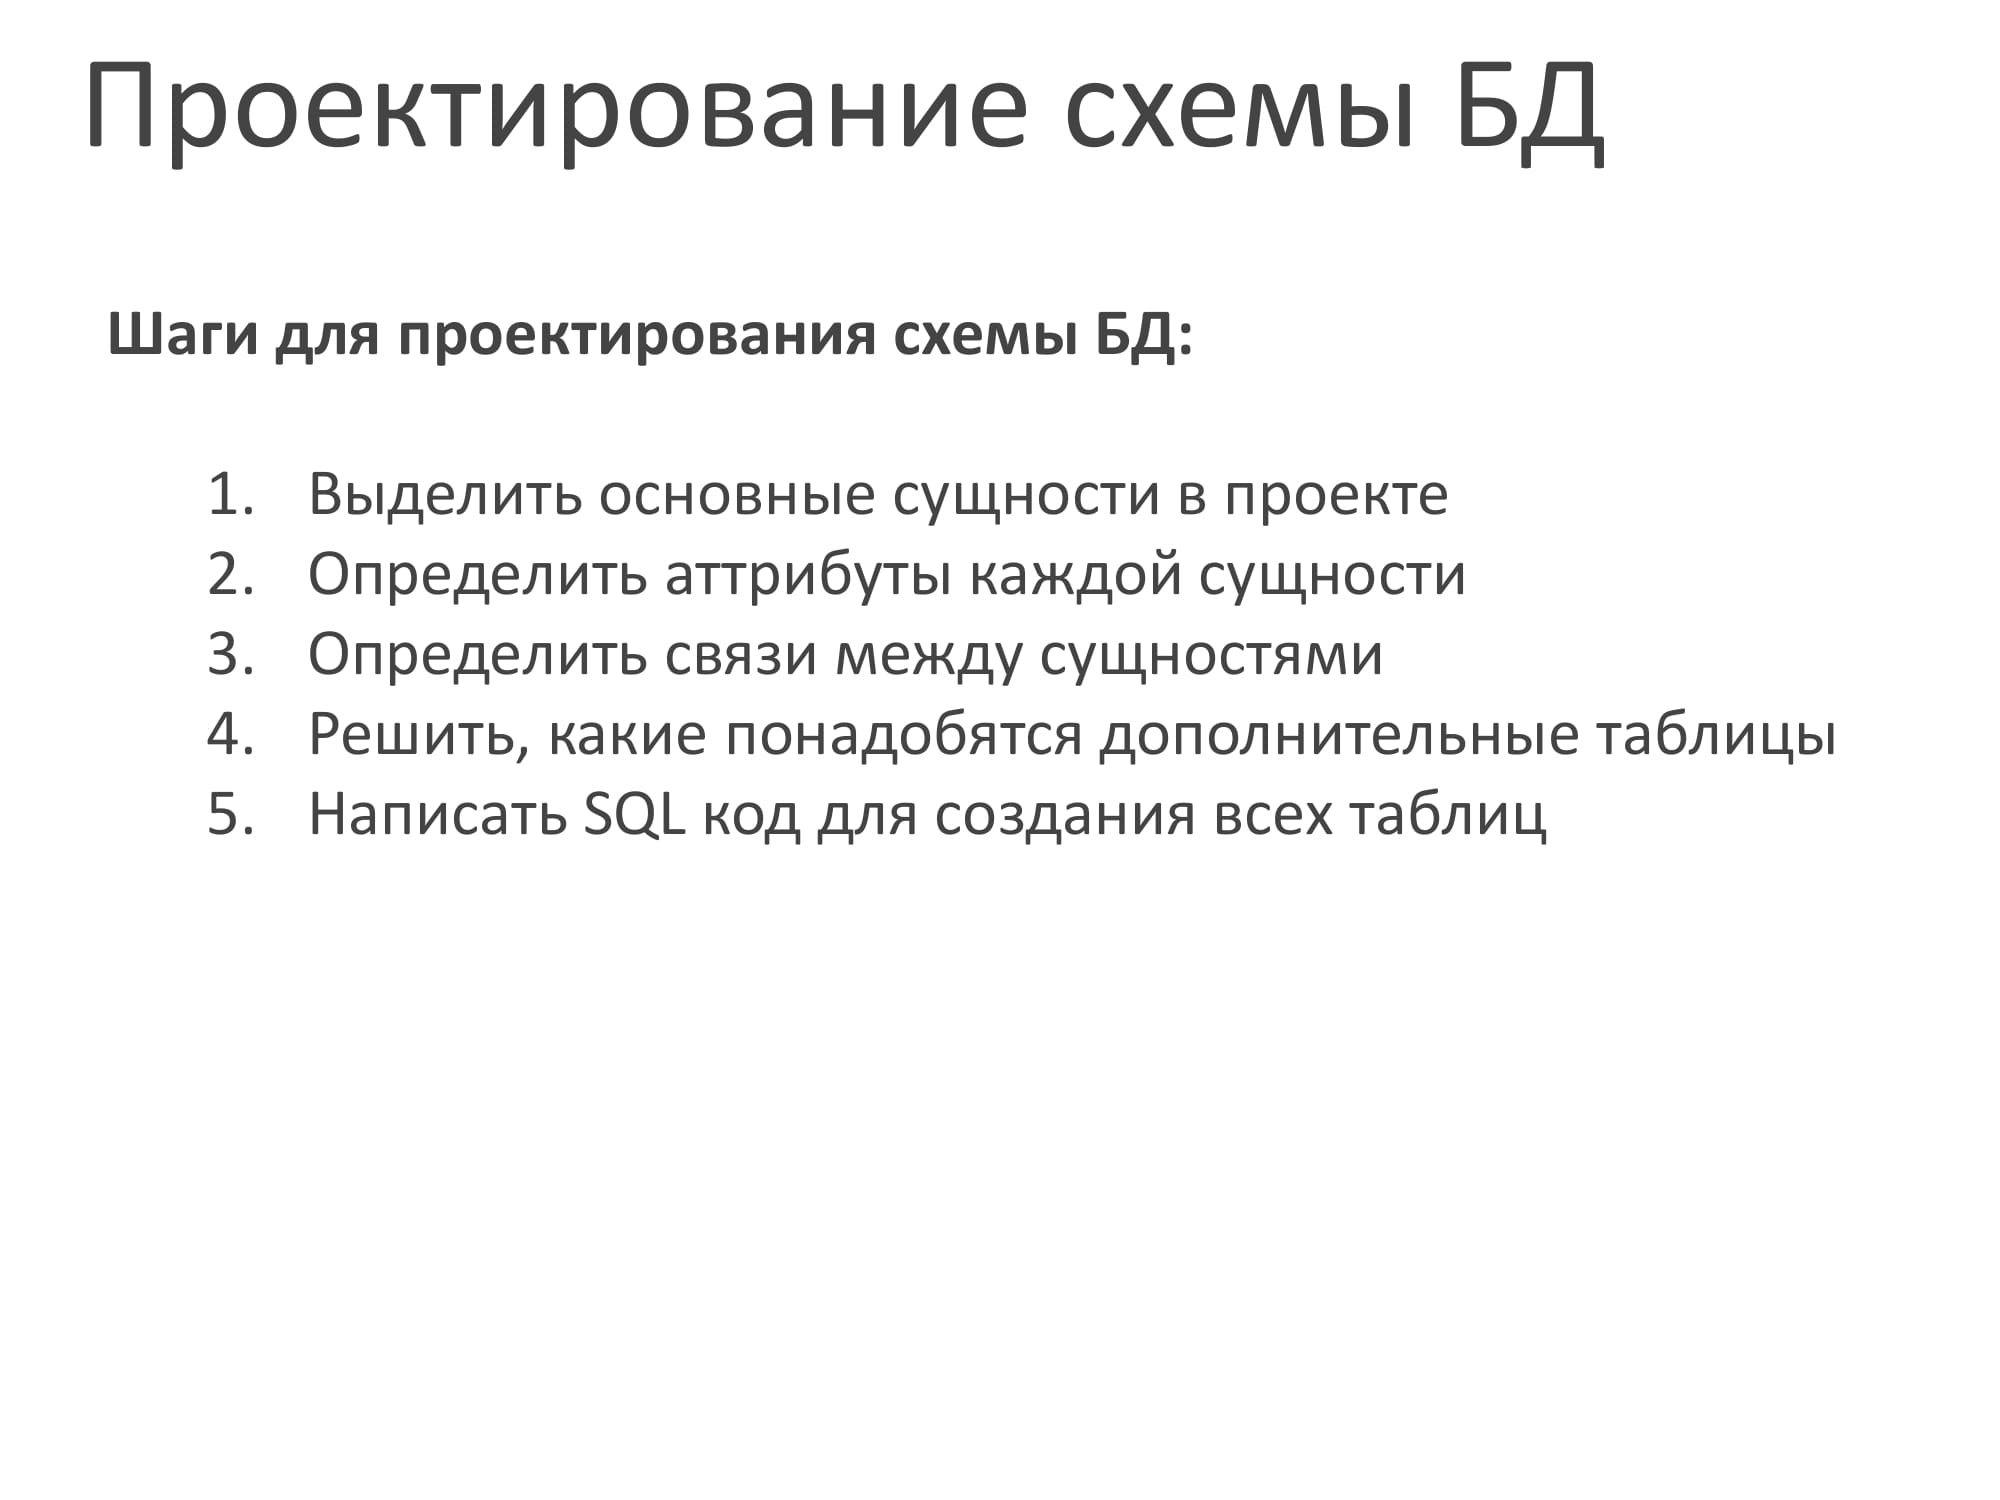 Проектирование схемы БД
Шаги для проектирования схемы БД:
1. Выделить основные сущности в проекте
2. Определить аттрибуты каждой сущности
3. Определить связи между сущностями
4. Решить, какие понадобятся дополнительные таблицы
5. Написать SQL код для создания всех таблиц